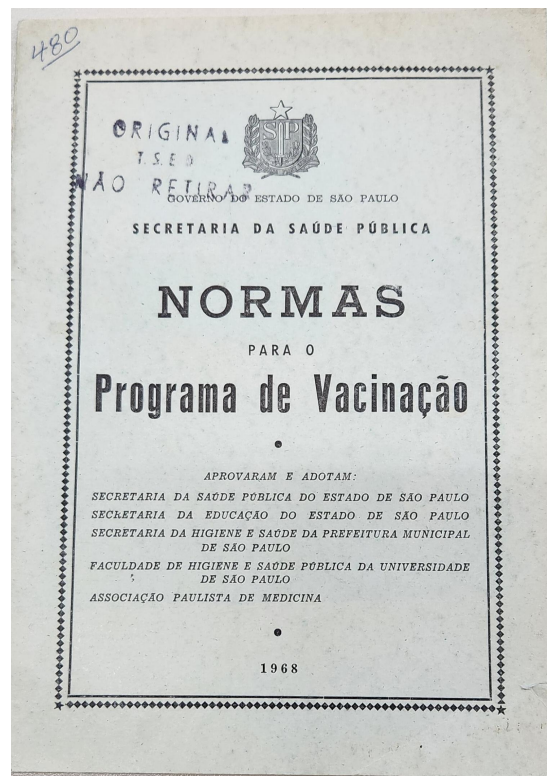 480
ORIGINAL
T.S.E.
NÃO RETIRAR
GOVERNO DO ESTADO DE SÃO PAULO
SECRETARIA DA SAÚDE PÚBLICA
NORMAS
PARA O
Programa de Vacinação
APROVARAM E ADOTAM:
SECRETARIA DA SAÚDE PÚBLICA DO ESTADO DE SÃO PAULO
SECRETARIA DA EDUCAÇÃO DO ESTADO DE SÃO PAULO
SECRETARIA DA HIGIENE E SAÚDE DA PREFEITURA MUNICIPAL
DE SÃO PAULO
FACULDADE DE HIGIENE E SAÚDE PÚBLICA DA UNIVERSIDADE
DE SÃO PAULO
ASSOCIAÇÃO PAULISTA DE MEDICINA
1968